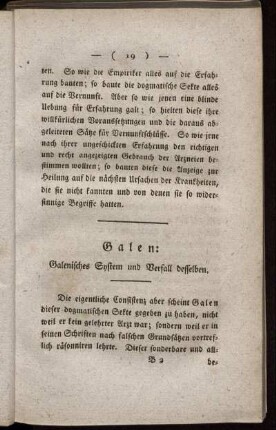 — ( 19 ) —
ten. So wie die Empiriker alles auf die Erfah-
rung bauten; so baute die dogmatische Sekte alles
auf die Vernunft. Aber so wie jenen eine blinde
Uebung für Erfahrung galt; so hielten diese ihre
willkürlichen Voraussetzungen und die daraus ab-
geleiteten Sätze für Vernunftschlüsse. So wie jene
nach ihrer ungeschickten Erfahrung den richtigen
und recht angezeigten Gebrauch der Arzneien be-
stimmen wollten; so bauten diese die Anzeige zur
Heilung auf die nächsten Ursachen der Krankheiten,
die sie nicht kannten und von denen sie so wider-
sinnige Begriffe hatten.
Galen:
Galenisches System und Verfall desselben.
Die eigentliche Consistenz aber scheint Galen
dieser dogmatischen Sekte gegeben zu haben, nicht
weil er kein gelehrter Arzt war; sondern weil er in
seinen Schriften nach falschen Grundsätzen vortref-
lich räsonniren lehrte. Dieser sonderbare und all-
B 2 be-